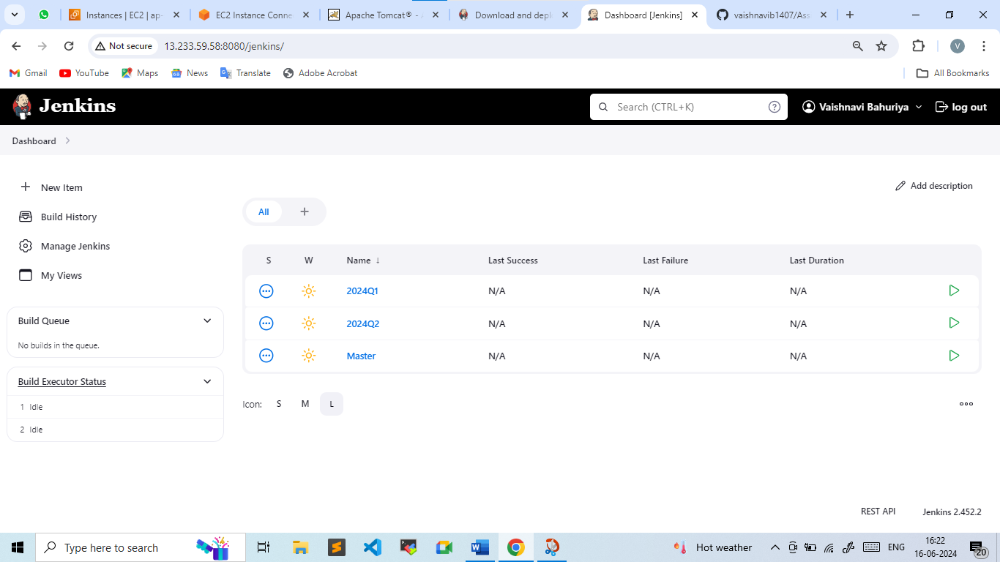 Instances | EC2 | ap-
EC2 Instance Conne
Apache Tomcat® - A
Download and depl
Dashboard [Jenkins]
vaishnavib1407/Ass
Not secure
13.233.59.58:8080/jenkins/
V
Gmail
YouTube
Maps
News
Translate
Adobe Acrobat
All Bookmarks
Jenkins
Search (CTRL+K)
?
Vaishnavi Bahuriya
log out
Dashboard
New Item
Build History
Manage Jenkins
My Views
Add description
All
+
S W Name ↓ Last Success Last Failure Last Duration
2024Q1 N/A N/A N/A
2024Q2 N/A N/A N/A
Master N/A N/A N/A
Build Queue
No builds in the queue.
Build Executor Status
1 Idle
2 Idle
Icon: S M L
REST API Jenkins 2.452.2
Type here to search
Hot weather
ENG
16:22
16-06-2024
20